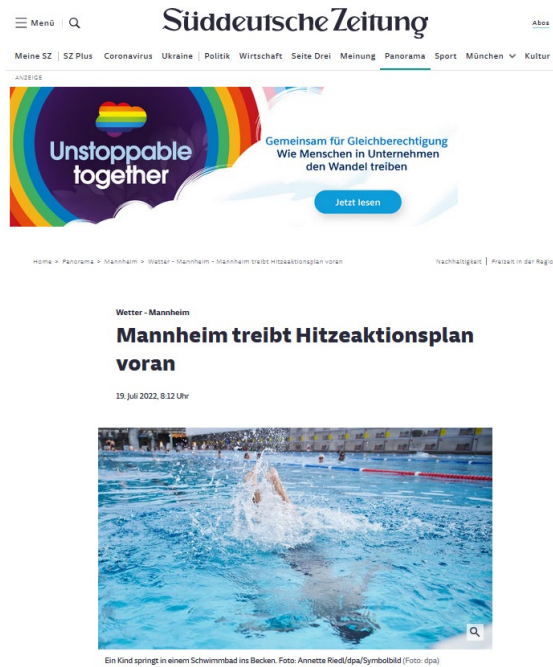 Menü
Süddeutsche Zeitung
Abos
Meine SZ SZ Plus Coronavirus Ukraine Politik Wirtschaft Seite Drei Meinung Panorama Sport München Kultur
ANZEIGE
Unstoppable
together
Gemeinsam für Gleichberechtigung
Wie Menschen in Unternehmen
den Wandel treiben
Jetzt lesen
Home > Panorama > Mannheim > Wetter - Mannheim - Mannheim treibt Hitzeaktionsplan voran
Nachhaltigkeit | Freizeit in der Regio
Wetter - Mannheim
Mannheim treibt Hitzeaktionsplan
voran
19. Juli 2022, 8:12 Uhr
Ein Kind springt in einem Schwimmbad ins Becken. Foto: Annette Riedl/dpa/Symbolbild (Foto: dpa)